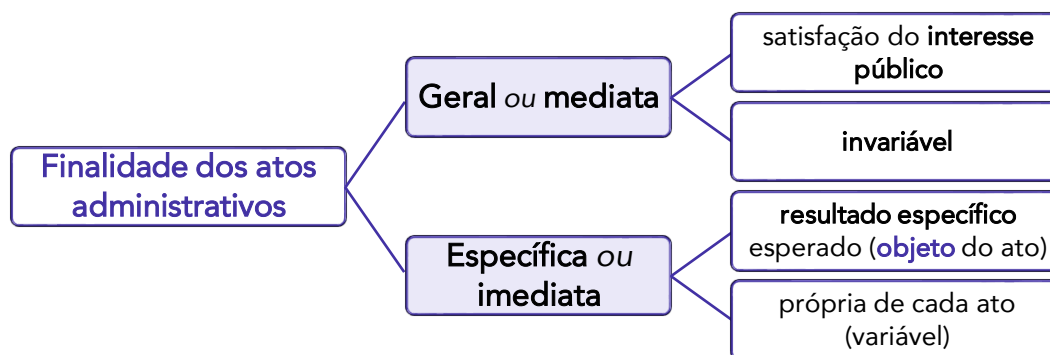 Finalidade dos atos
administrativos
Geral ou mediata
satisfação do interesse
público
invariável
Específica ou
imediata
resultado específico
esperado (objeto do ato)
própria de cada ato
(variável)